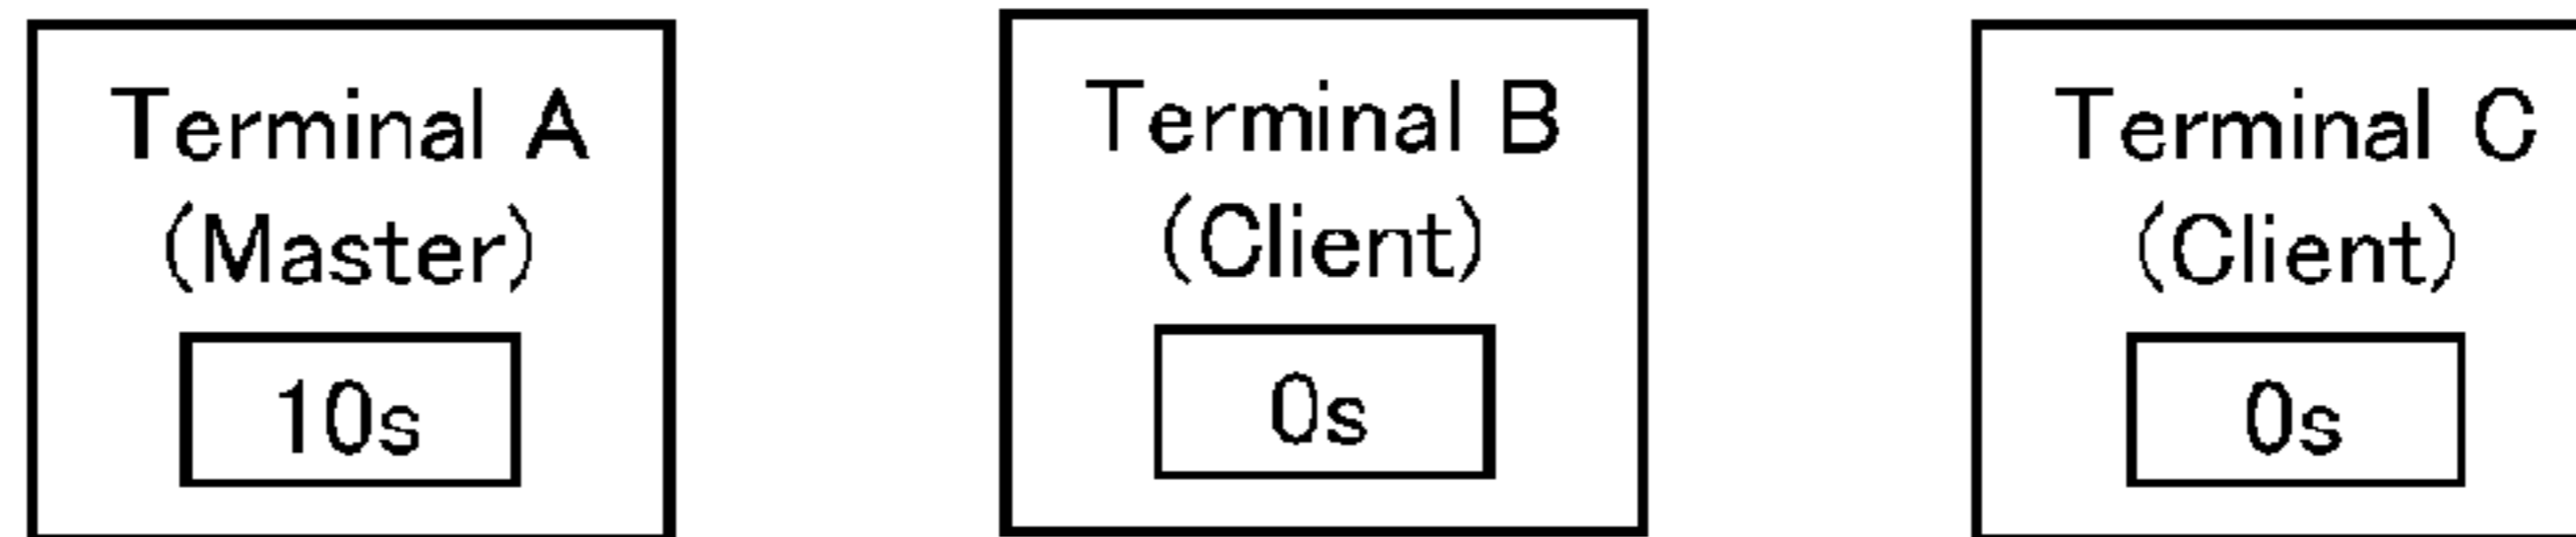 Terminal A
(Master)
10s
Terminal B
(Client)
0s
Terminal C
(Client)
0s